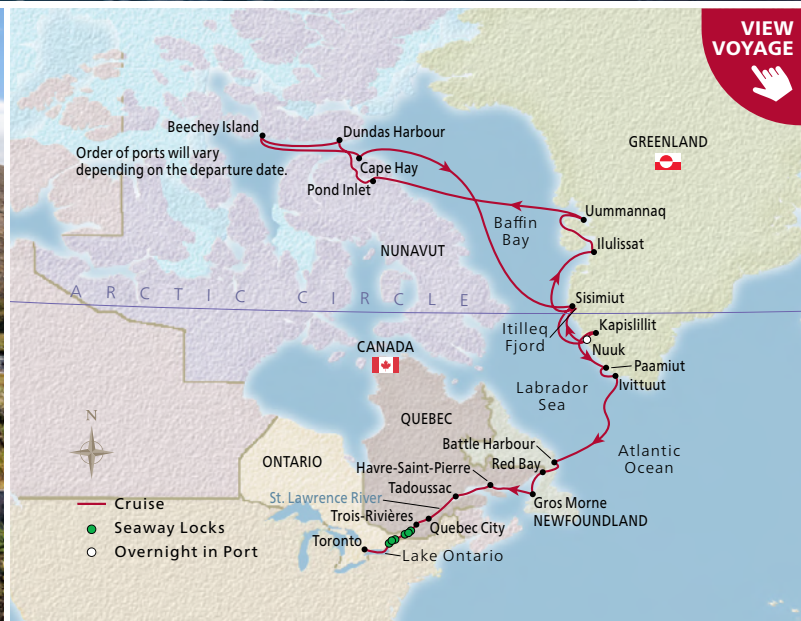 VIEW
VOYAGE
Beechey Island
Dundas Harbour
GREENLAND
Order of ports will vary
depending on the departure date.
Cape Hay
Pond Inlet
Uummannaq
Baffin
Bay
Ilulissat
NUNAVUT
ARCTIC CIRCLE
Sisimiut
Itilleq
Fjord
Kapisillit
Nuuk
CANADA
Paamiut
Ivittuut
Labrador
Sea
QUEBEC
N
Battle Harbour
Atlantic
Ocean
ONTARIO
Havre-Saint-Pierre
Red Bay
Tadoussac
St. Lawrence River
Gros Morne
NEWFOUNDLAND
Cruise
Trois-Rivières
Quebec City
Seaway Locks
Toronto
Overnight in Port
Lake Ontario